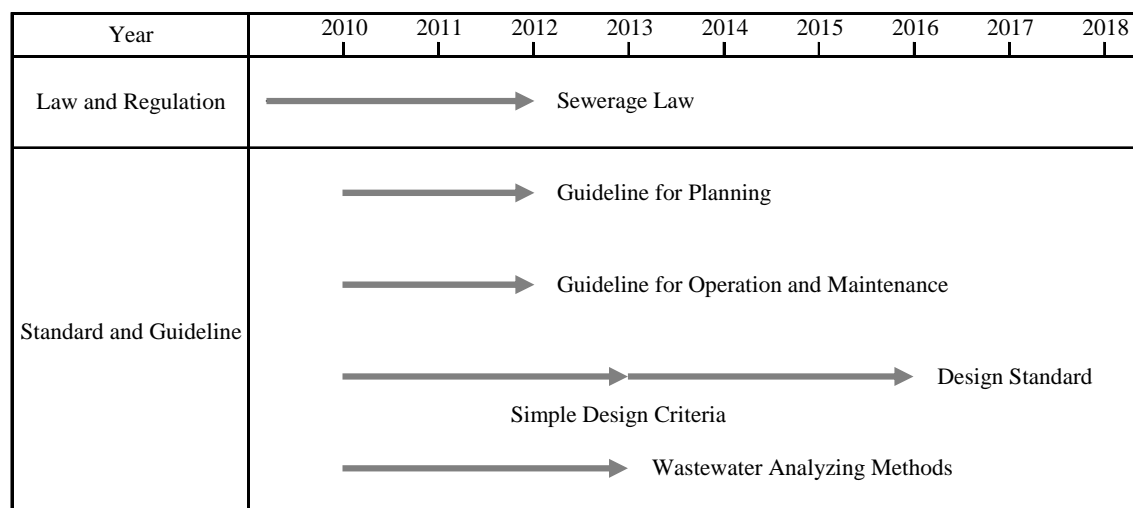 Year 2010 2011 2012 2013 2014 2015 2016 2017 2018
Law and Regulation Sewerage Law
Guideline for Planning
Guideline for Operation and Maintenance
Standard and Guideline
Design Standard
Simple Design Criteria
Wastewater Analyzing Methods